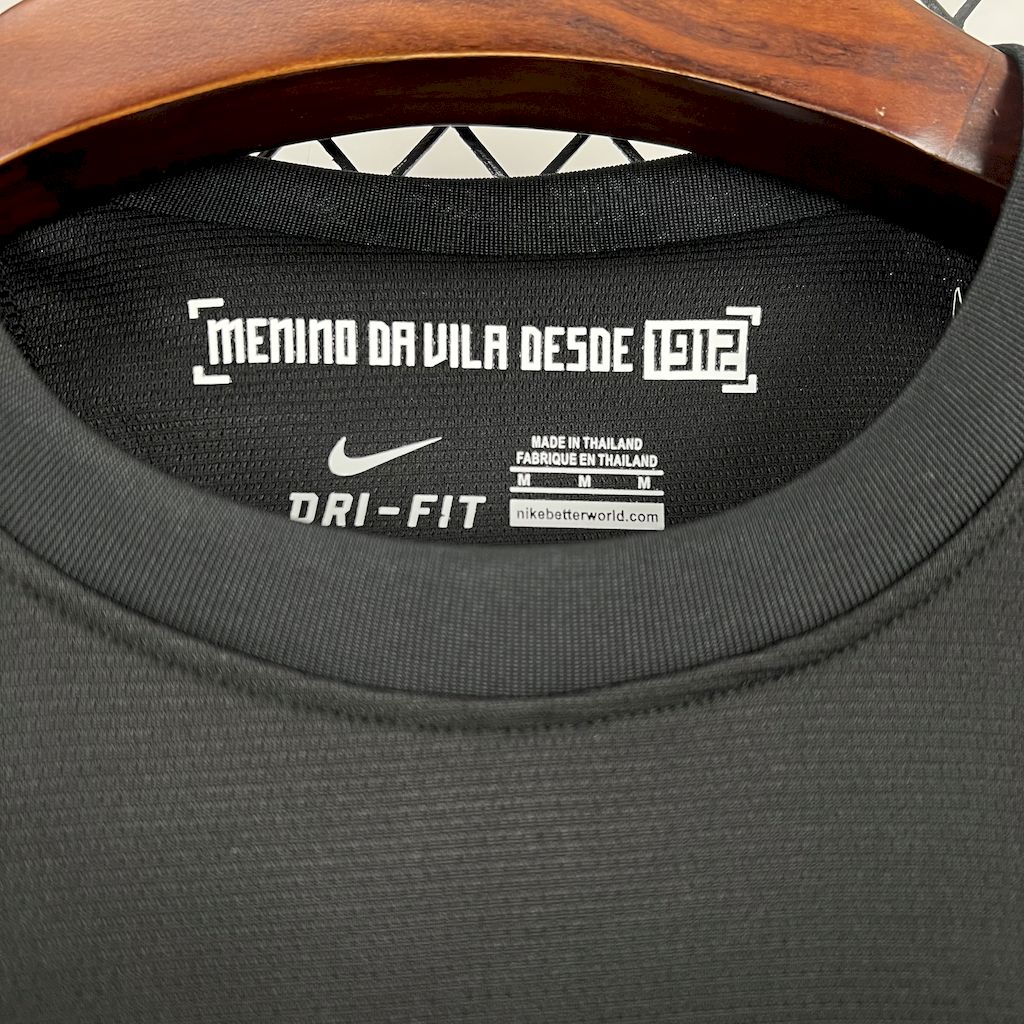 MENINO DA VILA DESDE 1912
DRI-FIT
MADE IN THAILAND
FABRIQUE EN THAILAND
M M M
nikebetterworld.com